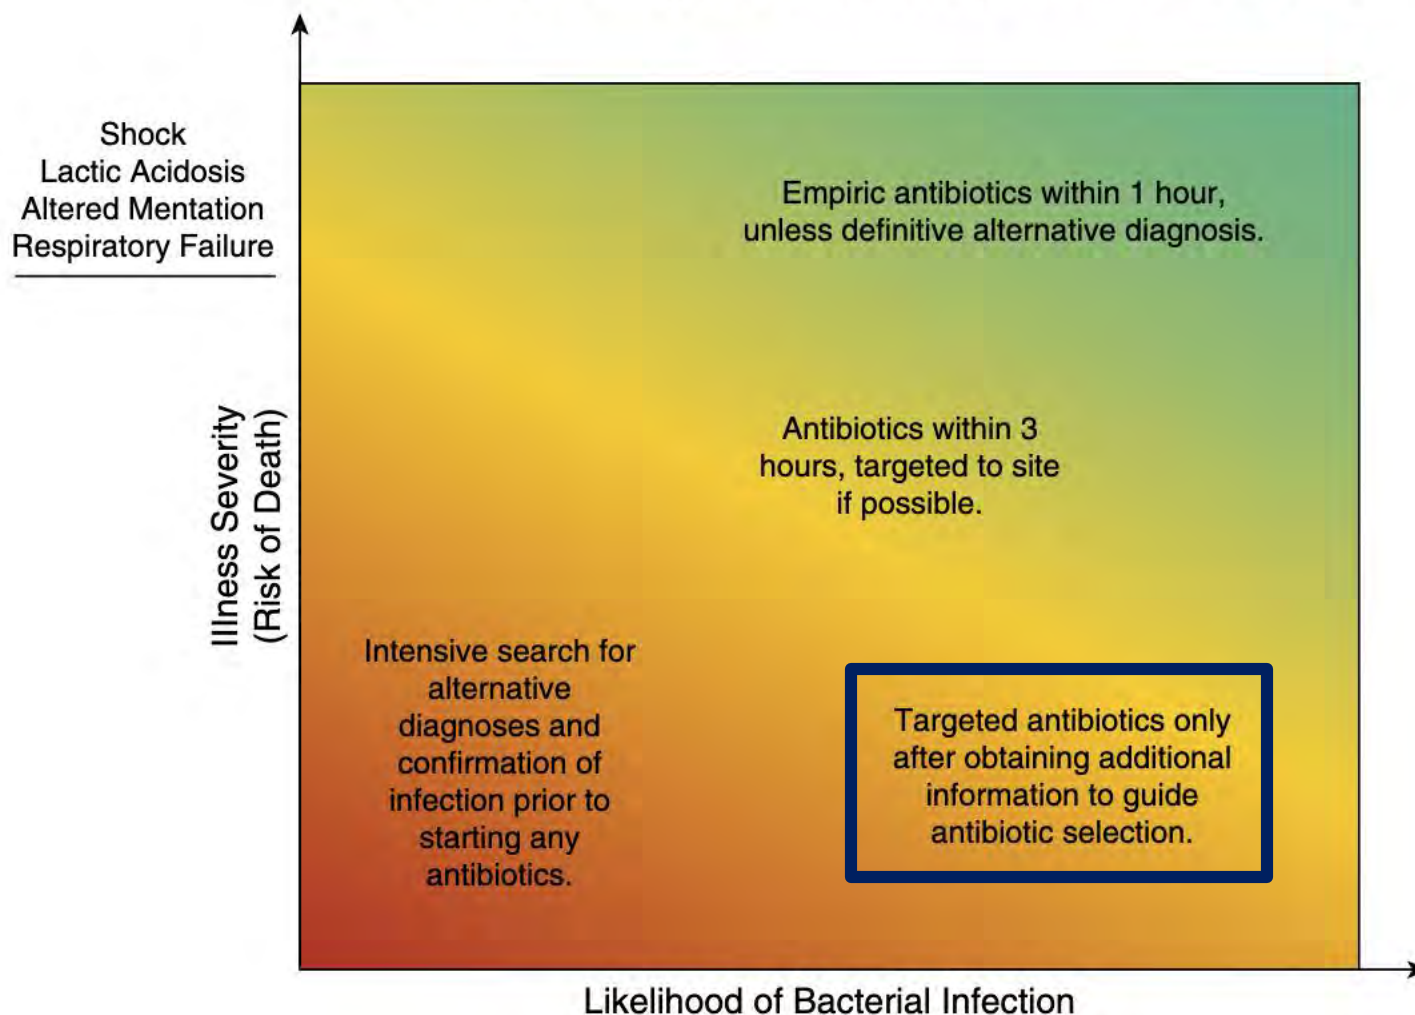 Shock
Lactic Acidosis
Altered Mentation
Respiratory Failure
Illness Severity
(Risk of Death)
Empiric antibiotics within 1 hour,
unless definitive alternative diagnosis.
Antibiotics within 3
hours, targeted to site
if possible.
Intensive search for
alternative
diagnoses and
confirmation of
infection prior to
starting any
antibiotics.
Targeted antibiotics only
after obtaining additional
information to guide
antibiotic selection.
Likelihood of Bacterial Infection